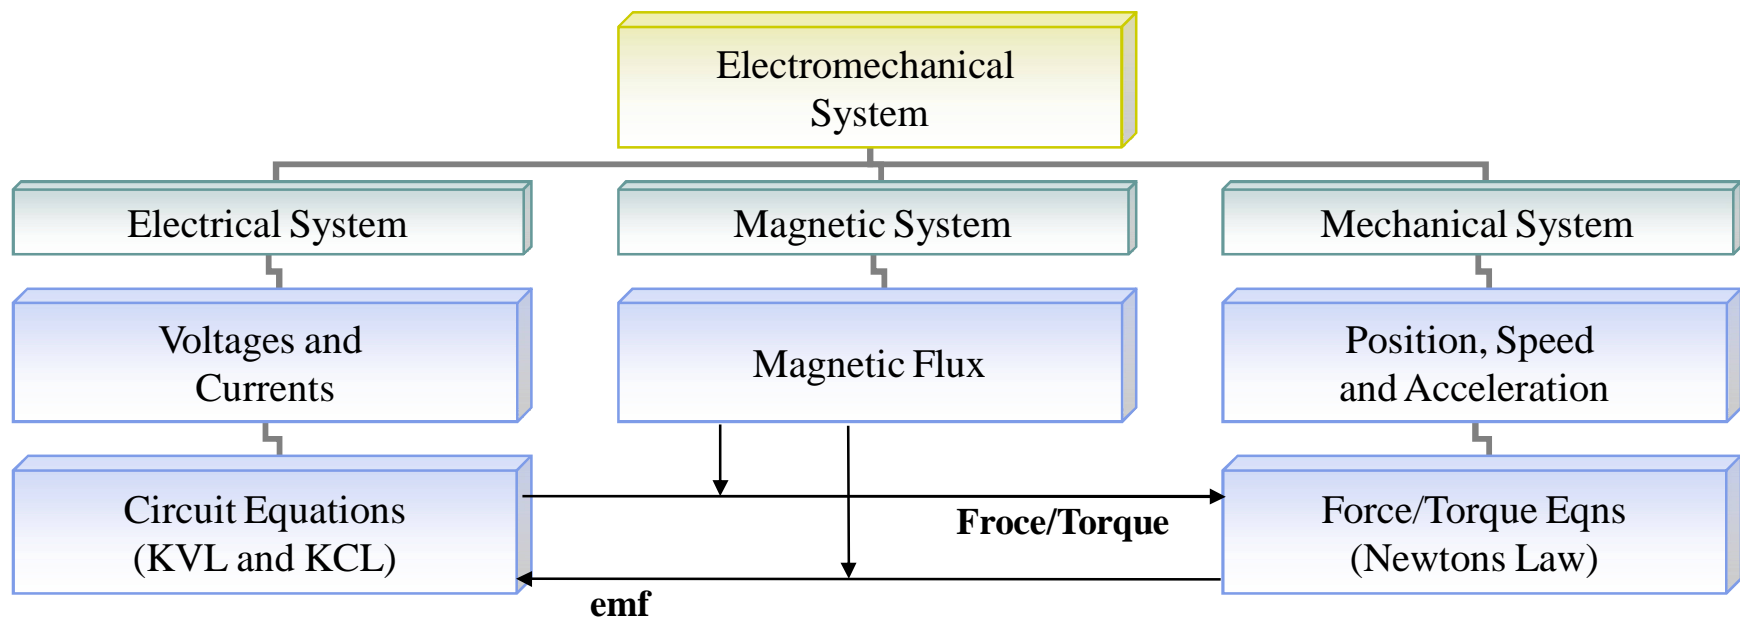 Electromechanical
System
Electrical System
Magnetic System
Mechanical System
Voltages and
Currents
Magnetic Flux
Position, Speed
and Acceleration
Circuit Equations
(KVL and KCL)
Froce/Torque
Force/Torque Eqns
(Newtons Law)
emf